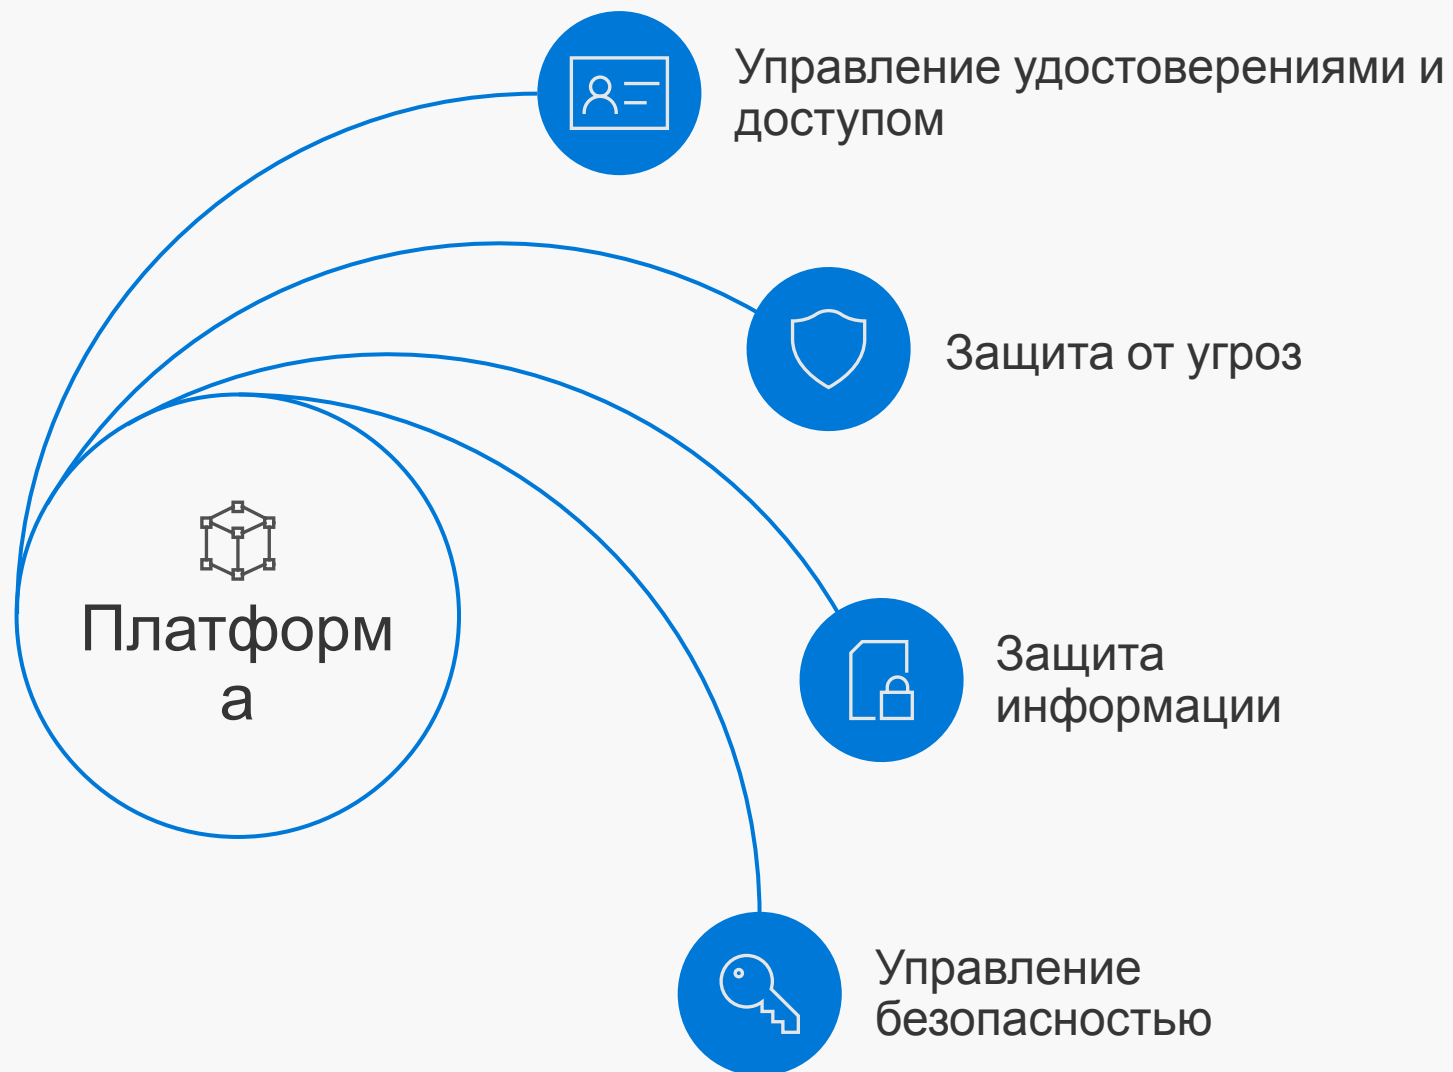 Управление удостоверениями и
доступом
Защита от угроз
Платформ
а
Защита
информации
Управление
безопасностью